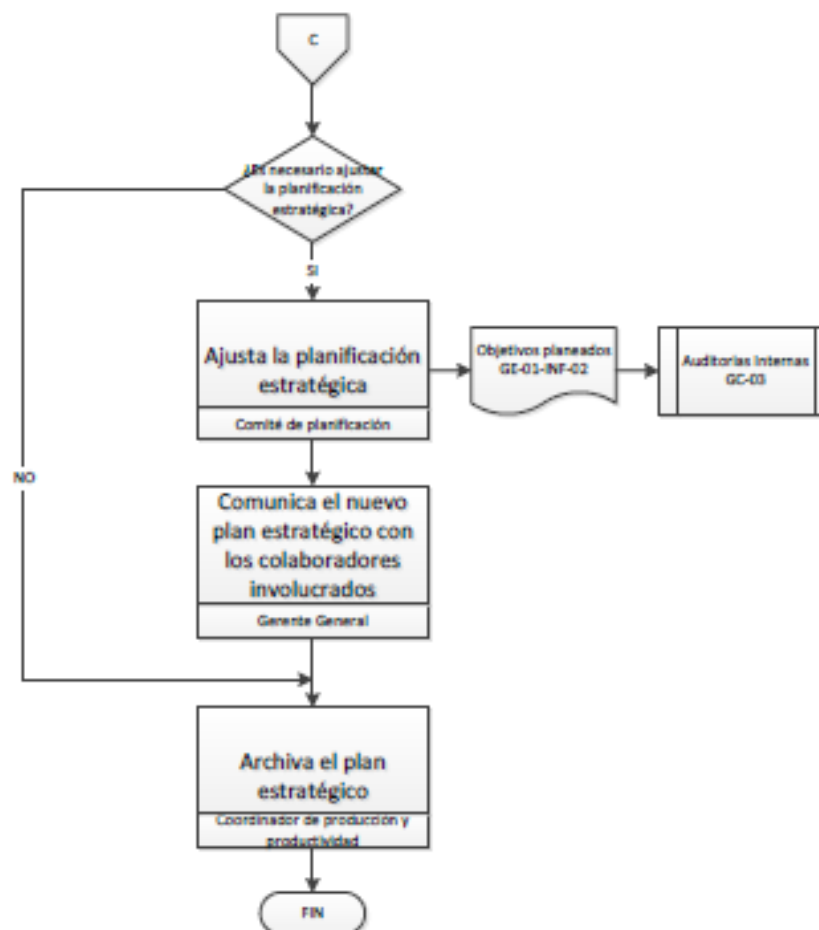 C
¿Es necesario ajustar
la planificación
estratégica?
SI
Ajusta la planificación
estratégica
Comité de planificación
Objetivos planeados
GE-01-INF-02
Auditorías Internas
GC-03
NO
Comunica el nuevo
plan estratégico con
los colaboradores
involucrados
Gerente General
Archiva el plan
estratégico
Coordinador de producción y
productividad
FIN